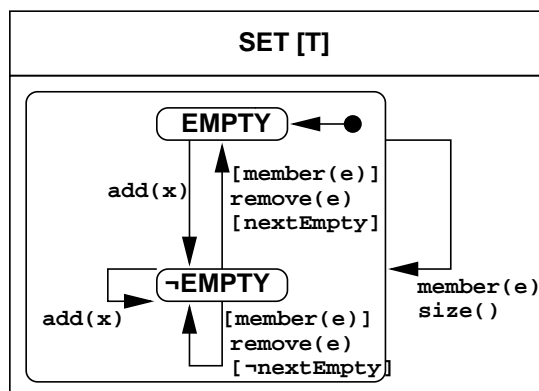 SET [T]
EMPTY
add(x)
[member(e)]
remove(e)
[nextEmpty]
¬EMPTY
add(x)
[member(e)]
remove(e)
[¬nextEmpty]
member(e)
size()